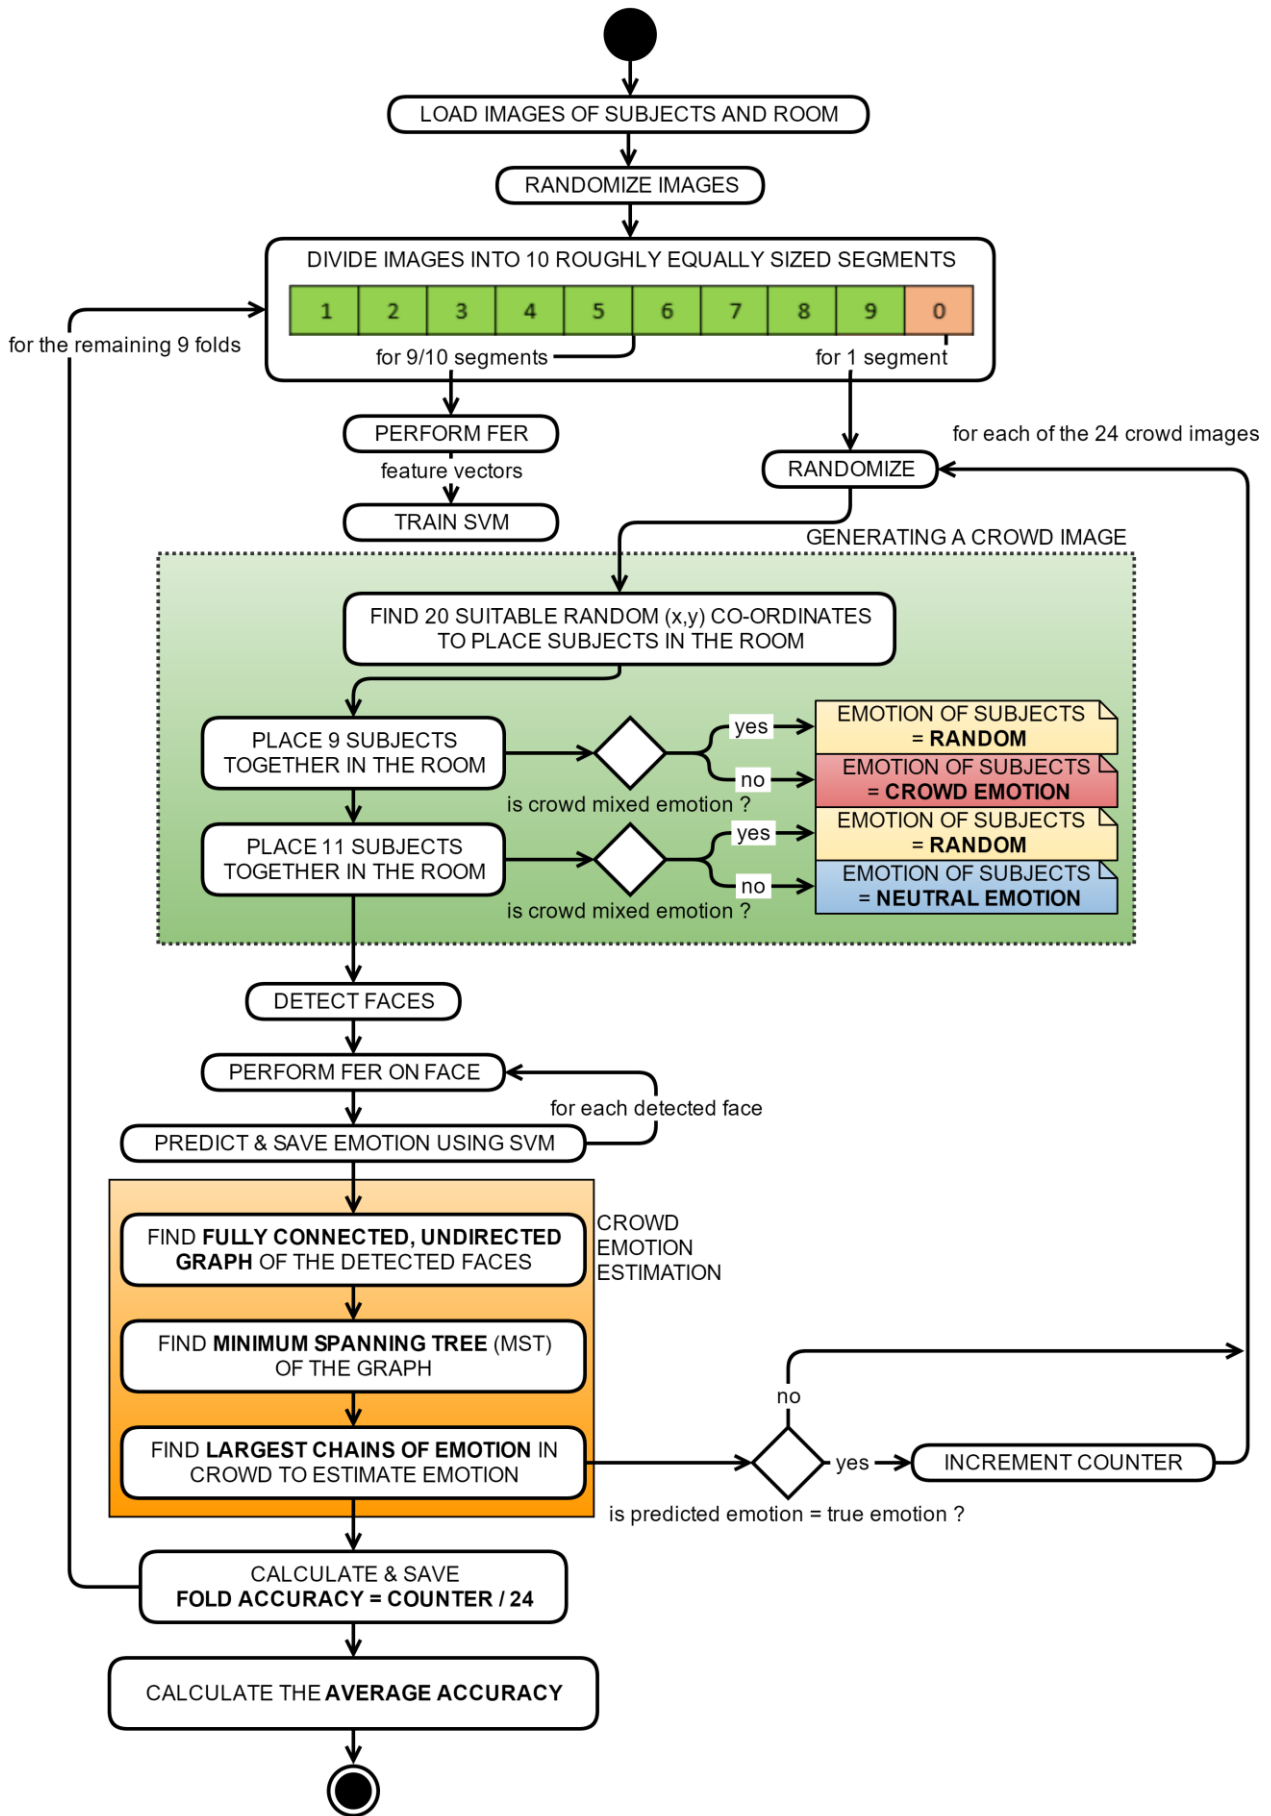 LOAD IMAGES OF SUBJECTS AND ROOM
RANDOMIZE IMAGES
DIVIDE IMAGES INTO 10 ROUGHLY EQUALLY SIZED SEGMENTS
1 2 3 4 5 6 7 8 9 0
for the remaining 9 folds
for 9/10 segments
for 1 segment
PERFORM FER
for each of the 24 crowd images
feature vectors
RANDOMIZE
TRAIN SVM
GENERATING A CROWD IMAGE
FIND 20 SUITABLE RANDOM (x,y) CO-ORDINATES
TO PLACE SUBJECTS IN THE ROOM
PLACE 9 SUBJECTS
TOGETHER IN THE ROOM
is crowd mixed emotion ?
yes
EMOTION OF SUBJECTS
= RANDOM
no
EMOTION OF SUBJECTS
= CROWD EMOTION
PLACE 11 SUBJECTS
TOGETHER IN THE ROOM
is crowd mixed emotion ?
yes
EMOTION OF SUBJECTS
= RANDOM
no
EMOTION OF SUBJECTS
= NEUTRAL EMOTION
DETECT FACES
PERFORM FER ON FACE
for each detected face
PREDICT & SAVE EMOTION USING SVM
CROWD
EMOTION
ESTIMATION
FIND FULLY CONNECTED, UNDIRECTED
GRAPH OF THE DETECTED FACES
FIND MINIMUM SPANNING TREE (MST)
OF THE GRAPH
FIND LARGEST CHAINS OF EMOTION IN
CROWD TO ESTIMATE EMOTION
no
yes
INCREMENT COUNTER
is predicted emotion = true emotion ?
CALCULATE & SAVE
FOLD ACCURACY = COUNTER / 24
CALCULATE THE AVERAGE ACCURACY